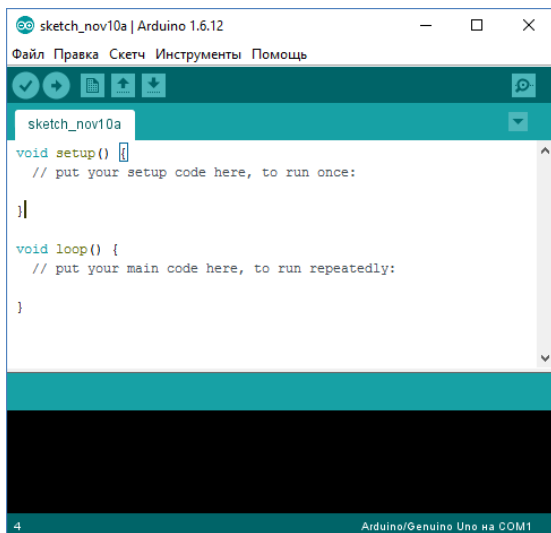 sketch_nov10a | Arduino 1.6.12
Файл Правка Скетч Инструменты Помощь
sketch_nov10a
void setup() {
  // put your setup code here, to run once:
}
void loop() {
  // put your main code here, to run repeatedly:
}
4 Arduino/Genuino Uno на COM1